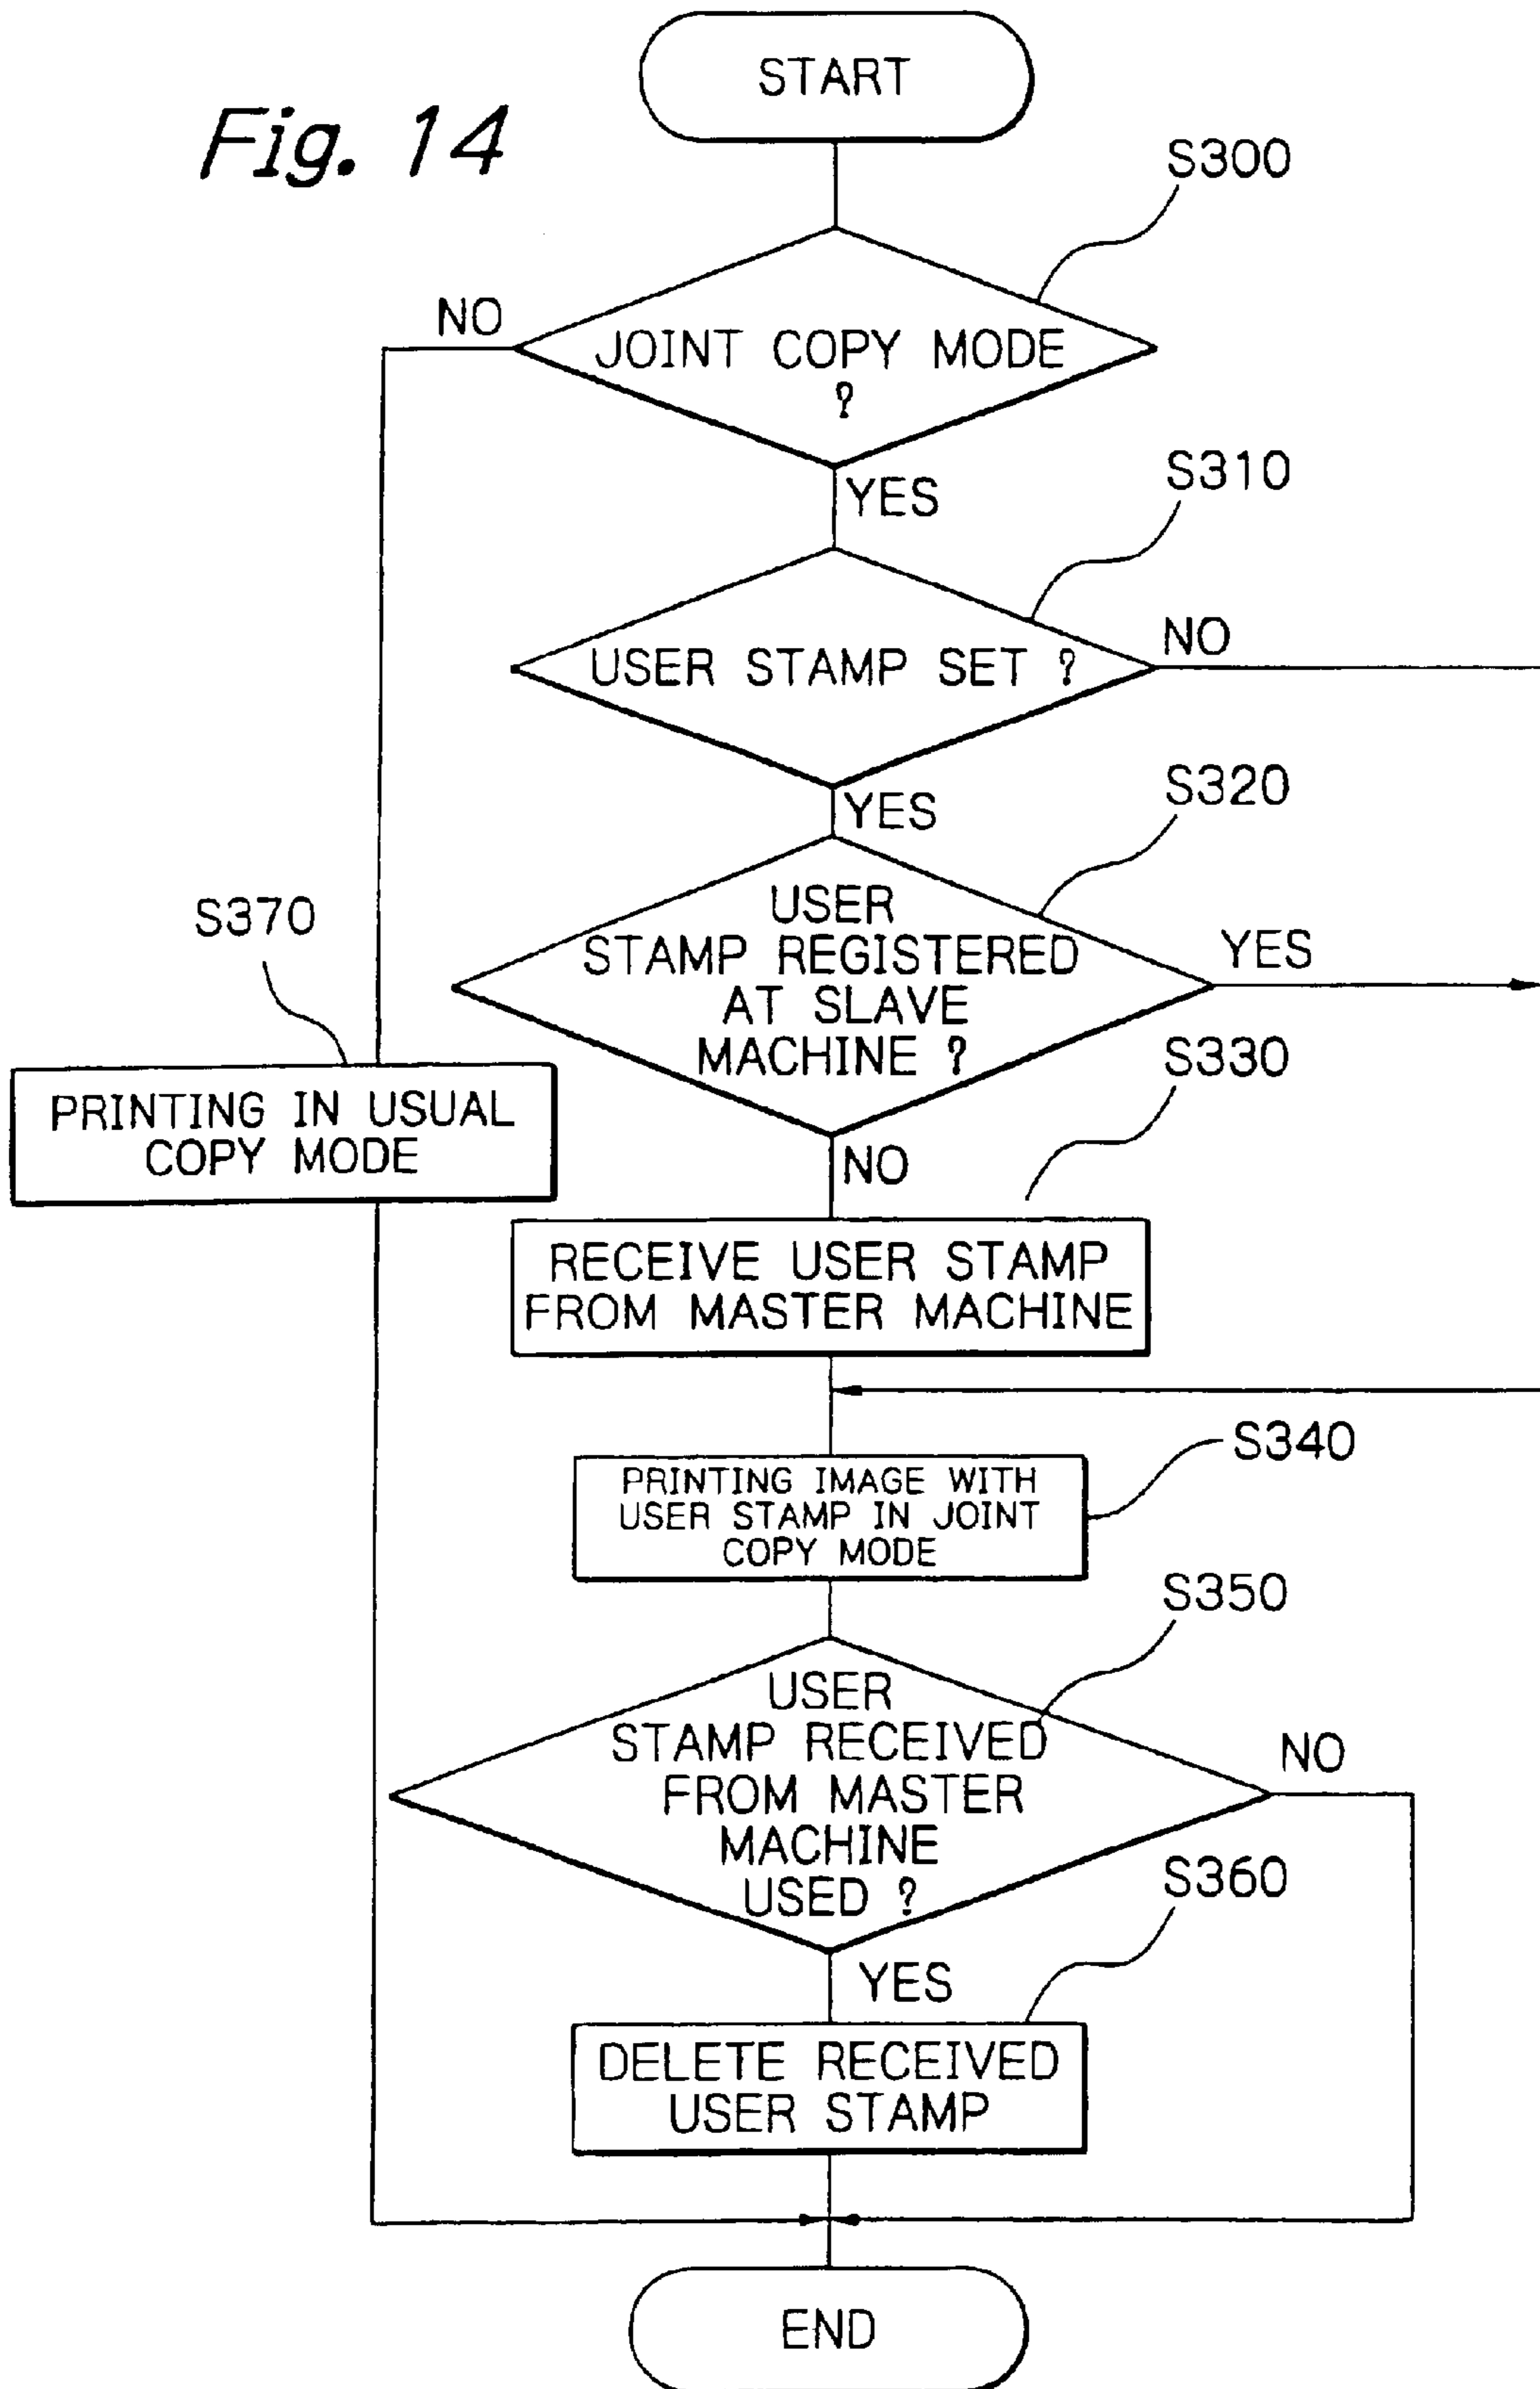 START
Fig. 14
S300
NO
JOINT COPY MODE
?
S310
YES
NO
USER STAMP SET ?
S320
YES
USER
STAMP REGISTERED
AT SLAVE
MACHINE ?
YES
S370
S330
PRINTING IN USUAL
COPY MODE
NO
RECEIVE USER STAMP
FROM MASTER MACHINE
S340
PRINTING IMAGE WITH
USER STAMP IN JOINT
COPY MODE
S350
USER
STAMP RECEIVED
FROM MASTER
MACHINE
USED ?
NO
S360
YES
DELETE RECEIVED
USER STAMP
END